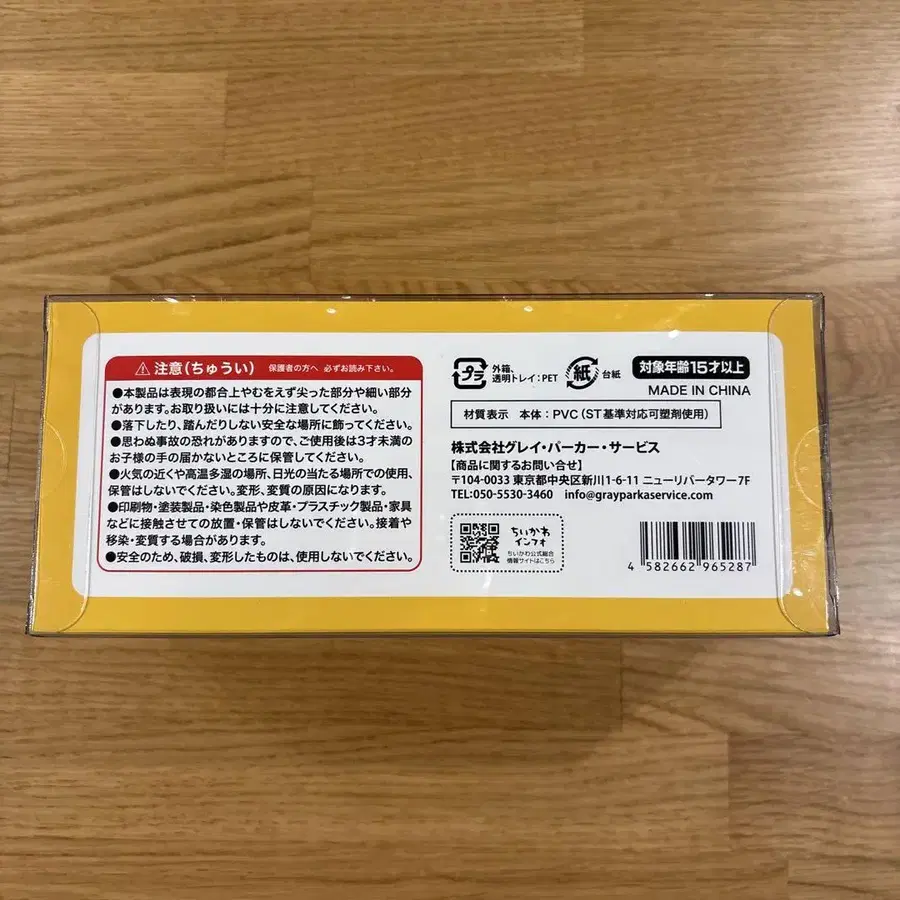 ⚠ 注意(ちゅうい) 保護者の方へ 必ずお読み下さい。
●本製品は表現の都合上やむをえず尖った部分や細い部分
があります。お取り扱いには十分に注意してください。
●落下したり、踏んだりしない安全な場所に飾ってください。
●思わぬ事故の恐れがありますので、ご使用後は3才未満の
お子様の手の届かないところに保管してください。
●火気の近くや高温多湿の場所、日光の当たる場所での使用、
保管はしないでください。変形、変質の原因になります。
●印刷物・塗装製品・染色製品や皮革・プラスチック製品・家具
などに接触させての放置・保管はしないでください。接着や
移染・変質する場合があります。
●安全のため、破損、変形したものは、使用しないでください。
プラ 外箱、
透明トレイ:PET
紙 台紙
対象年齢15才以上
MADE IN CHINA
材質表示 本体:PVC(ST基準対応可塑剤使用)
株式会社グレイ・パーカー・サービス
【商品に関するお問い合せ】
〒104-0033 東京都中央区新川1-6-11 ニューリバータワー7F
TEL:050-5530-3460 info@grayparkaservice.com
ちいかわ
インフォ
ちいかわ公式総合
情報サイトはこちら
4 582662 965287